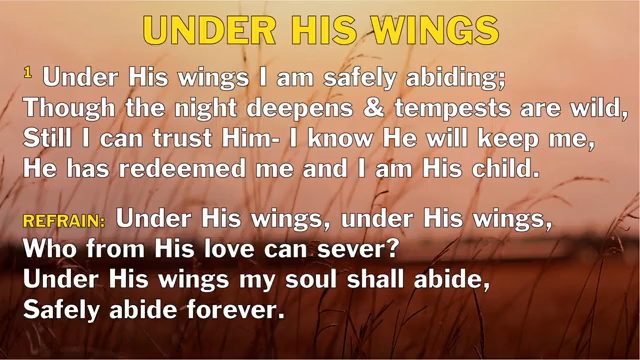 UNDER HIS WINGS
1 Under His wings I am safely abiding;
Though the night deepens & tempests are wild,
Still I can trust Him- I know He will keep me,
He has redeemed me and I am His child.
REFRAIN: Under His wings, under His wings,
Who from His love can sever?
Under His wings my soul shall abide,
Safely abide forever.